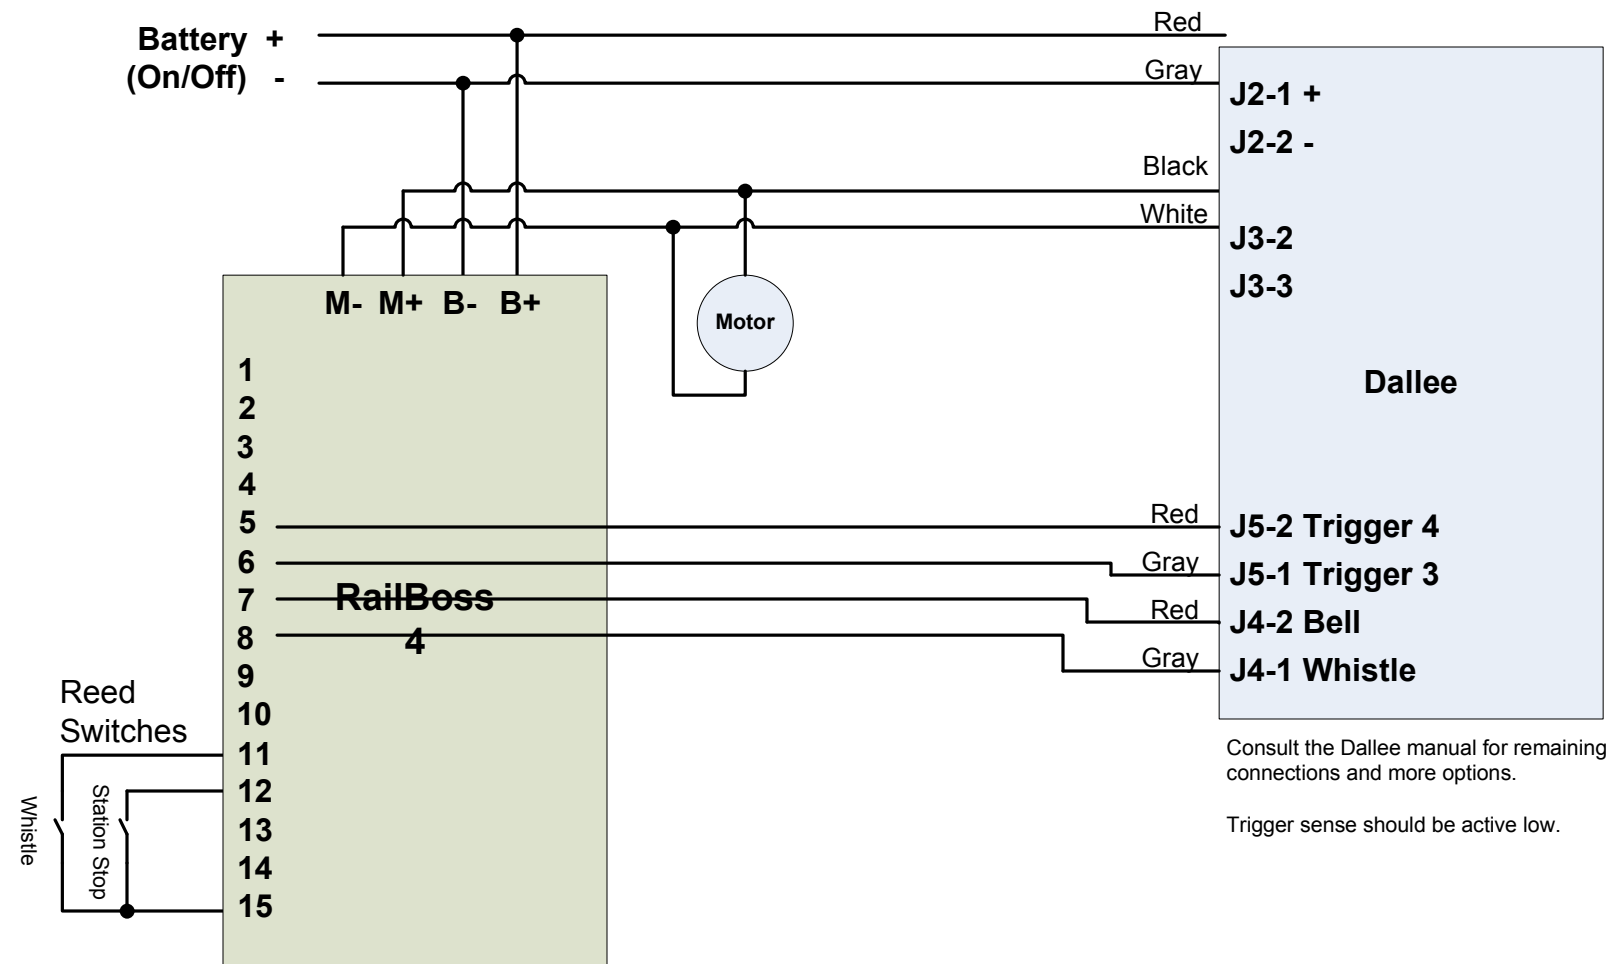 Battery +
(On/Off) -
Red
Gray
Black
White
J2-1 +
J2-2 -
J3-2
J3-3
Dallee
M- M+ B- B+
Motor
1
2
3
4
5
6
7
8
9
10
11
12
13
14
15
RailBoss
4
Red
Gray
Red
Gray
J5-2 Trigger 4
J5-1 Trigger 3
J4-2 Bell
J4-1 Whistle
Reed
Switches
Whistle
Station Stop
Consult the Dallee manual for remaining
connections and more options.
Trigger sense should be active low.